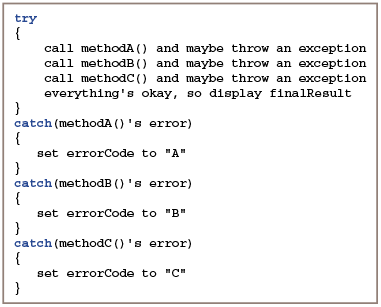 try
{
    call methodA() and maybe throw an exception
    call methodB() and maybe throw an exception
    call methodC() and maybe throw an exception
    everything's okay, so display finalResult
}
catch(methodA()'s error)
{
   set errorCode to "A"
}
catch(methodB()'s error)
{
   set errorCode to "B"
}
catch(methodC()'s error)
{
   set errorCode to "C"
}